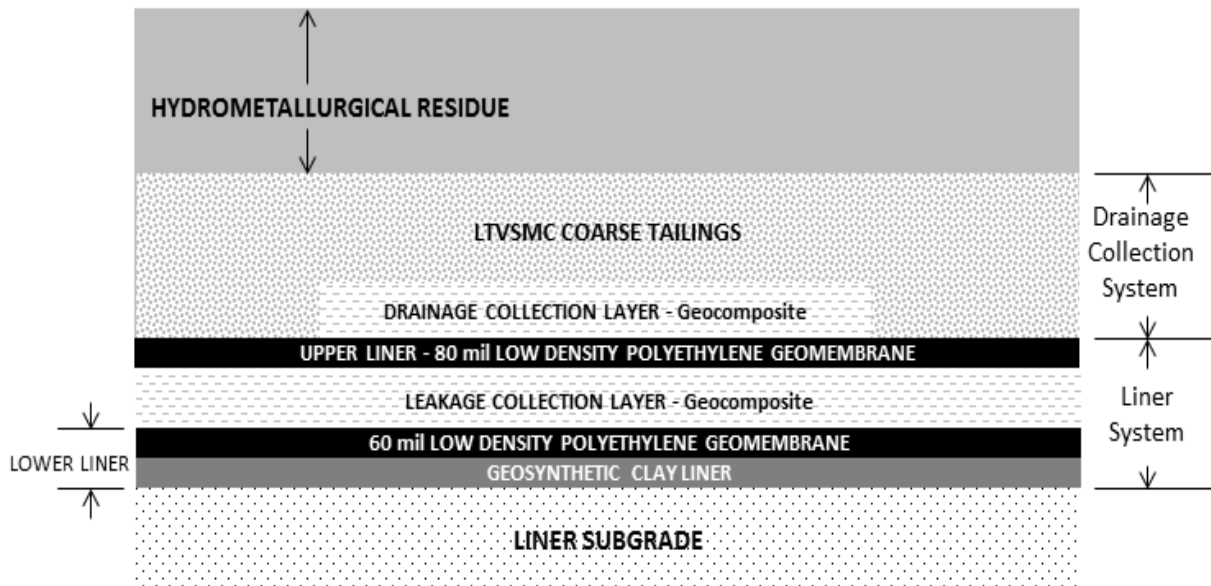 HYDROMETALLURGICAL RESIDUE
LTVSMC COARSE TAILINGS
Drainage
Collection
System
DRAINAGE COLLECTION LAYER - Geocomposite
UPPER LINER - 80 mil LOW DENSITY POLYETHYLENE GEOMEMBRANE
LEAKAGE COLLECTION LAYER - Geocomposite
Liner
System
60 mil LOW DENSITY POLYETHYLENE GEOMEMBRANE
LOWER LINER
GEOSYNTHETIC CLAY LINER
LINER SUBGRADE